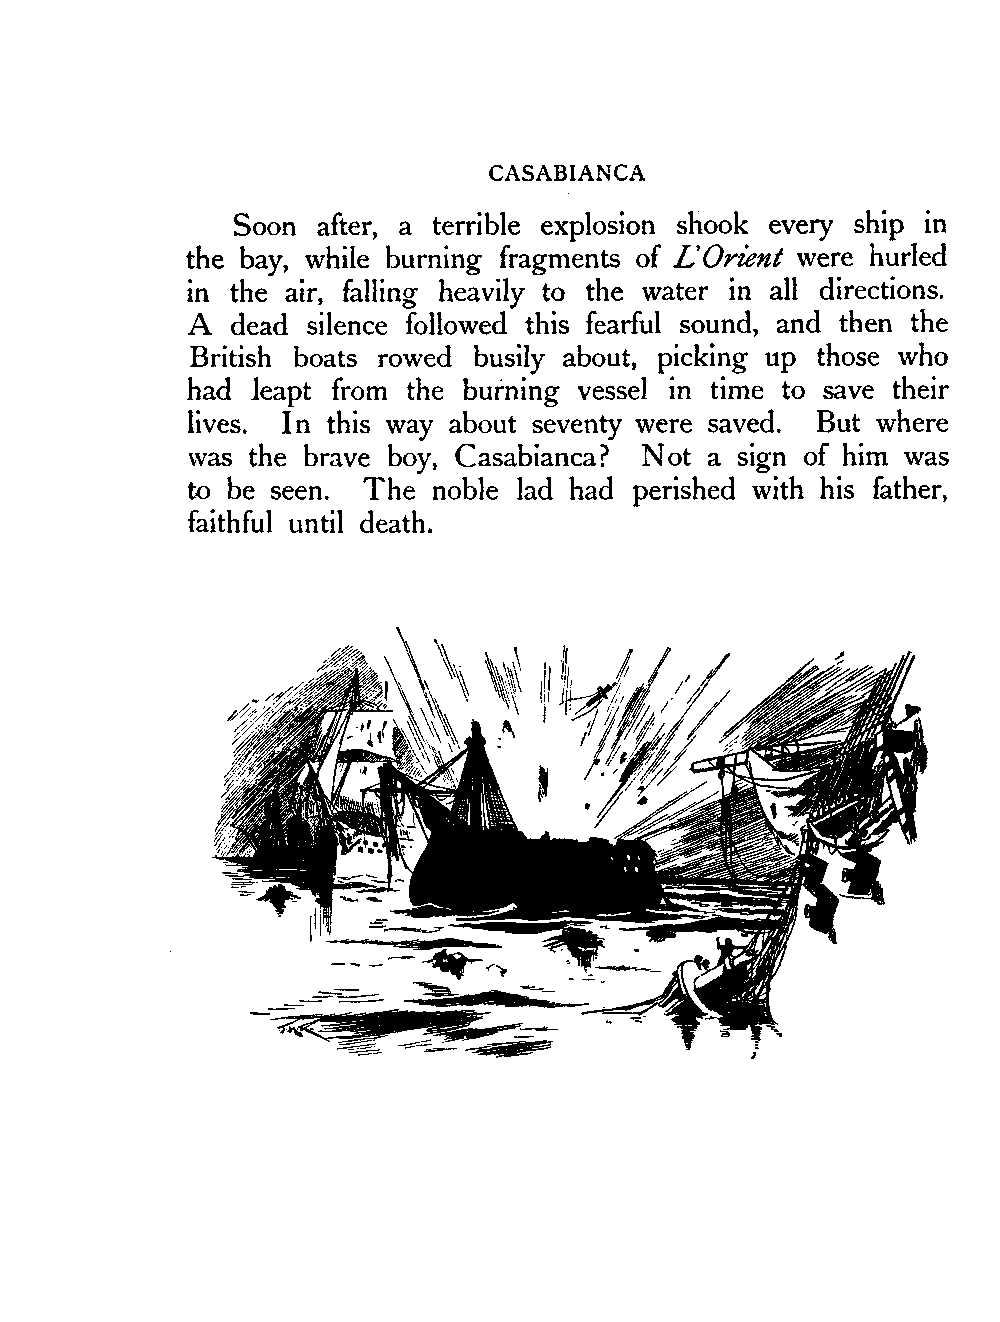 CASABIANCA
Soon after, a terrible explosion shook every ship in
the bay, while burning fragments of L'Orient were hurled
in the air, falling heavily to the water in all directions.
A dead silence followed this fearful sound, and then the
British boats rowed busily about, picking up those who
had leapt from the burning vessel in time to save their
lives. In this way about seventy were saved. But where
was the brave boy, Casabianca? Not a sign of him was
to be seen. The noble lad had perished with his father,
faithful until death.